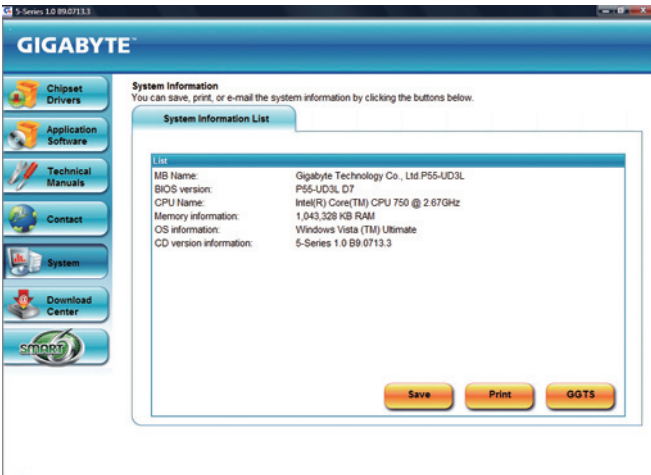 5-Series 1.0 B9.0713.3
GIGABYTE™
Chipset
Drivers
Application
Software
Technical
Manuals
Contact
System
Download
Center
SMART 6
System Information
You can save, print, or e-mail the system information by clicking the buttons below.
System Information List
List
MB Name: Gigabyte Technology Co., Ltd.P55-UD3L
BIOS version: P55-UD3L D7
CPU Name: Intel(R) Core(TM) CPU 750 @ 2.67GHz
Memory information: 1,043,328 KB RAM
OS information: Windows Vista (TM) Ultimate
CD version information: 5-Series 1.0 B9.0713.3
Save Print GGTS